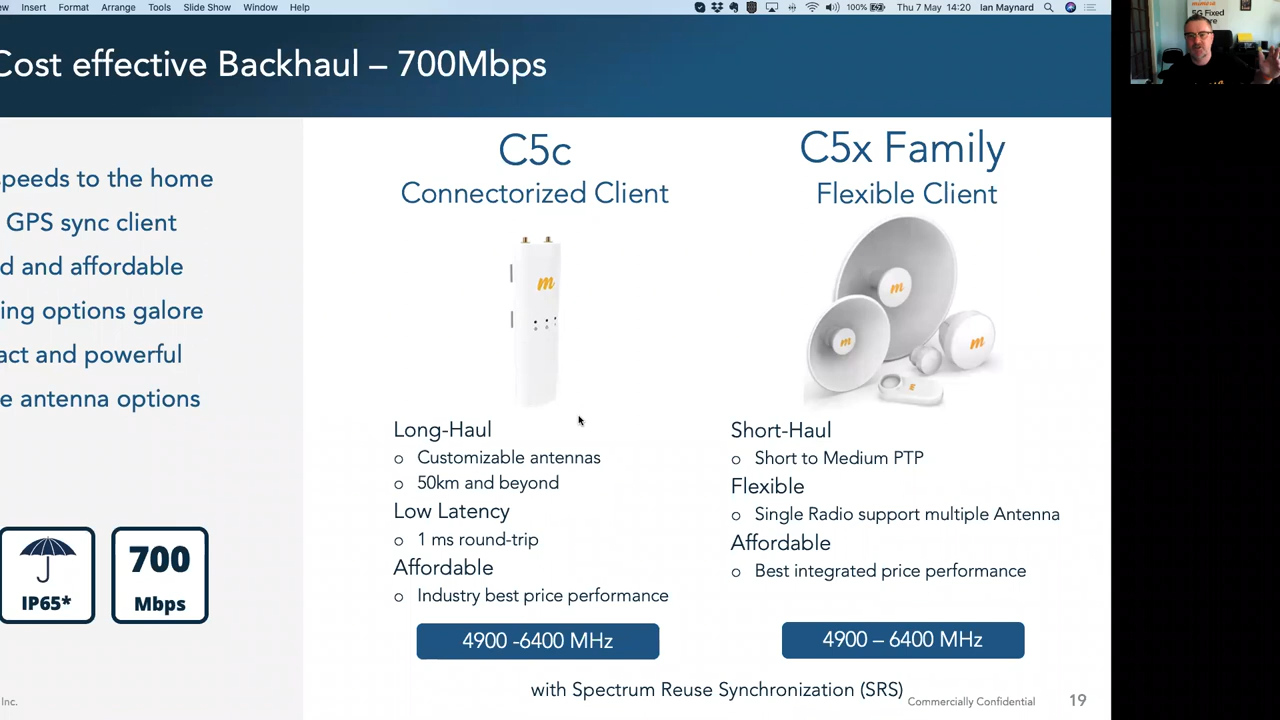 ew Insert Format Arrange Tools Slide Show Window Help 100% Thu 7 May 14:20 Ian Maynard
Cost effective Backhaul – 700Mbps
speeds to the home
GPS sync client
d and affordable
ing options galore
act and powerful
e antenna options
IP65*
700
Mbps
Inc.
C5c
Connectorized Client
m
Long-Haul
o Customizable antennas
o 50km and beyond
Low Latency
o 1 ms round-trip
Affordable
o Industry best price performance
4900 -6400 MHz
C5x Family
Flexible Client
m
m
m
Short-Haul
o Short to Medium PTP
Flexible
o Single Radio support multiple Antenna
Affordable
o Best integrated price performance
4900 – 6400 MHz
with Spectrum Reuse Synchronization (SRS)
Commercially Confidential 19
5G Fixed